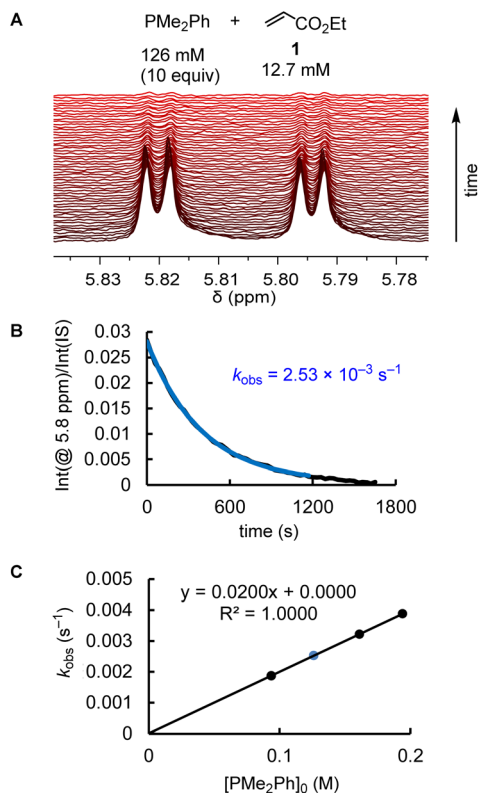 A
PMe2Ph + CO2Et
1
126 mM
(10 equiv)
12.7 mM
time
5.83 5.82 5.81 5.80 5.79 5.78
δ (ppm)
B
Int(@ 5.8 ppm)/Int(IS)
0.03
0.025
0.02
0.015
0.01
0.005
0
kobs = 2.53 × 10–3 s–1
0 600 1200 1800
time (s)
C
kobs (s–1)
0.005
0.004
0.003
0.002
0.001
0
y = 0.0200x + 0.0000
R² = 1.0000
0 0.1 0.2
[PMe2Ph]0 (M)